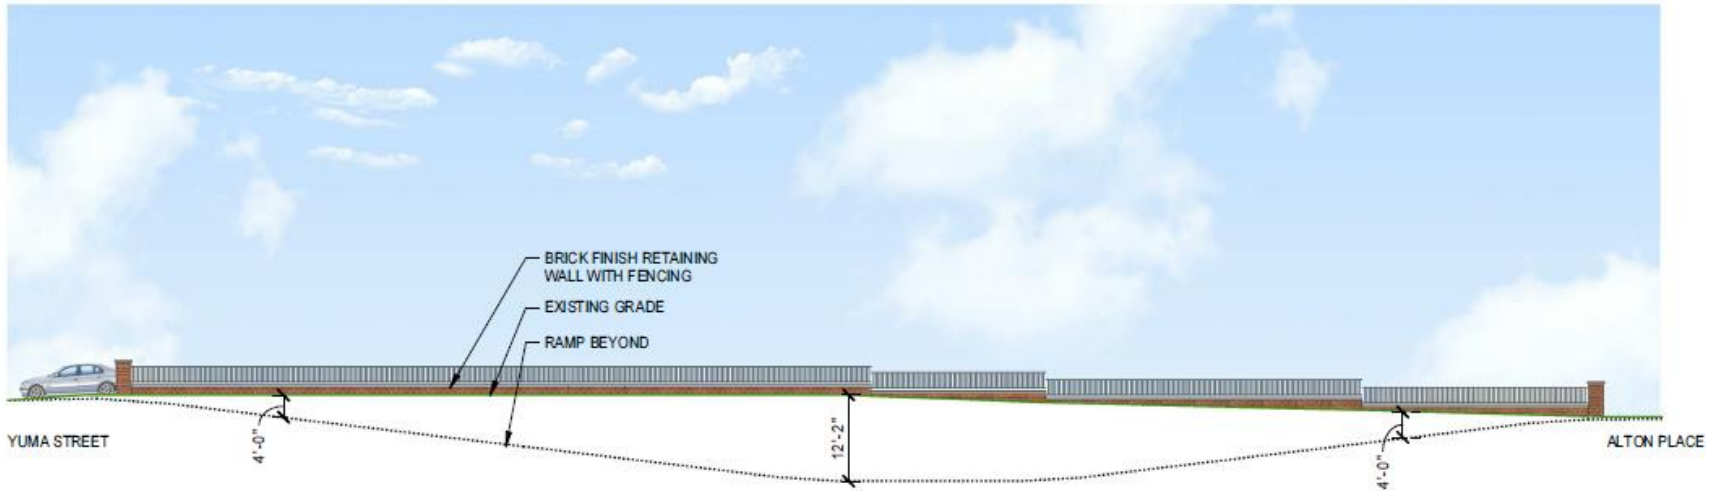 BRICK FINISH RETAINING
WALL WITH FENCING
EXISTING GRADE
RAMP BEYOND
YUMA STREET
4'-0"
12'-2"
4'-0"
ALTON PLACE